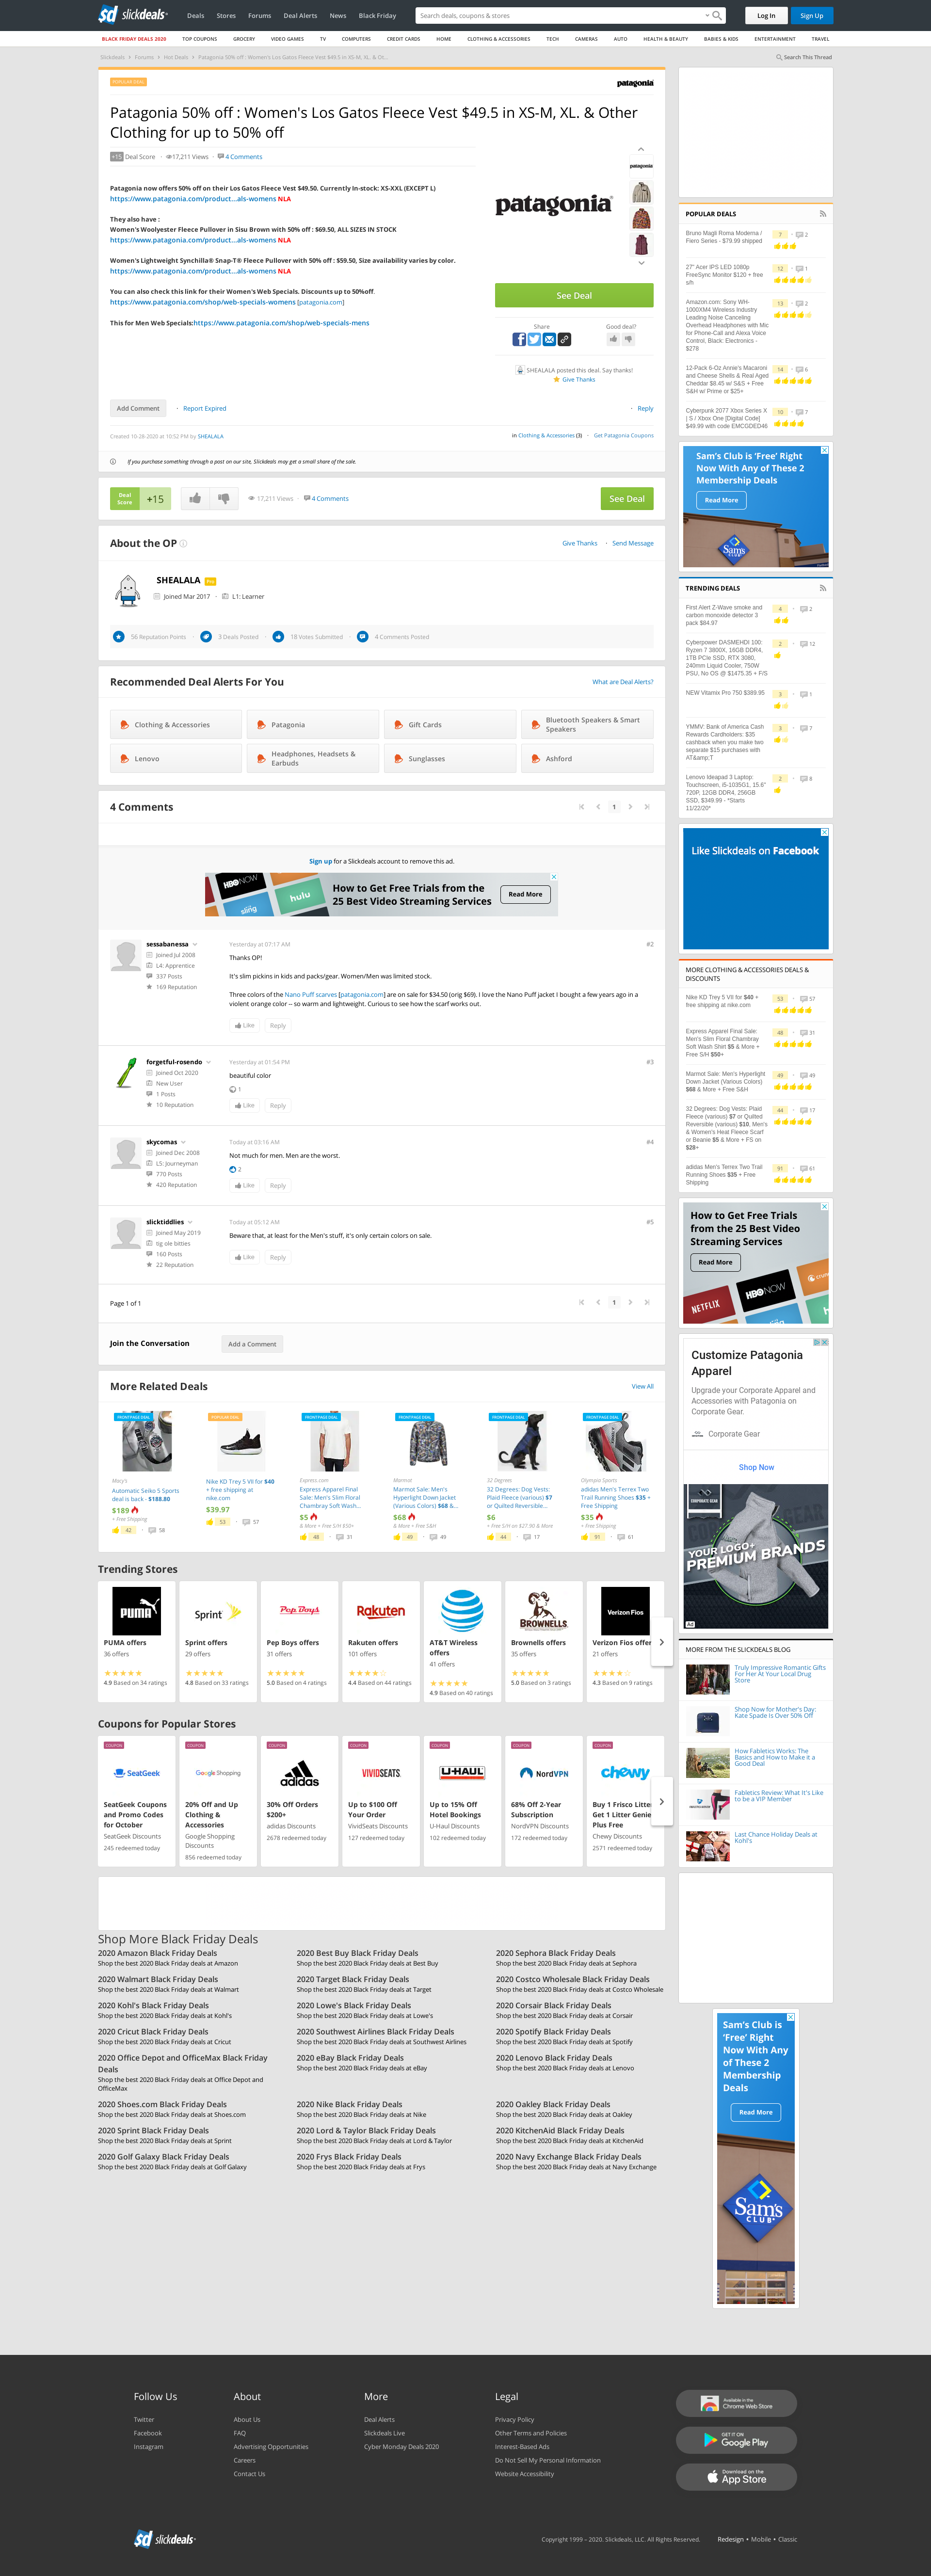 slickdeals
Deals Stores Forums Deal Alerts News Black Friday
Search deals, coupons & stores
Log In Sign Up
BLACK FRIDAY DEALS 2020 TOP COUPONS GROCERY VIDEO GAMES TV COMPUTERS CREDIT CARDS HOME CLOTHING & ACCESSORIES TECH CAMERAS AUTO HEALTH & BEAUTY BABIES & KIDS ENTERTAINMENT TRAVEL
Slickdeals Forums Hot Deals Patagonia 50% off : Women's Los Gatos Fleece Vest $49.5 in XS-M, XL. & Ot...
Search This Thread
POPULAR DEAL
patagonia
Patagonia 50% off : Women's Los Gatos Fleece Vest $49.5 in XS-M, XL. & Other
Clothing for up to 50% off
+15 Deal Score 17,211 Views 4 Comments
Patagonia now offers 50% off on their Los Gatos Fleece Vest $49.50. Currently In-stock: XS-XXL (EXCEPT L)
https://www.patagonia.com/product...als-womens NLA
They also have :
Women's Woolyester Fleece Pullover in Sisu Brown with 50% off : $69.50, ALL SIZES IN STOCK
https://www.patagonia.com/product...als-womens NLA
Women's Lightweight Synchilla® Snap-T® Fleece Pullover with 50% off : $59.50, Size availability varies by color.
https://www.patagonia.com/product...als-womens NLA
You can also check this link for their Women's Web Specials. Discounts up to 50%off.
https://www.patagonia.com/shop/web-specials-womens [patagonia.com]
This for Men Web Specials:https://www.patagonia.com/shop/web-specials-mens
patagonia
patagonia
See Deal
Share Good deal?
SHEALALA posted this deal. Say thanks!
Give Thanks
Add Comment Report Expired Reply
Created 10-28-2020 at 10:52 PM by SHEALALA
in Clothing & Accessories (3) Get Patagonia Coupons
If you purchase something through a post on our site, Slickdeals may get a small share of the sale.
Deal Score +15 17,211 Views 4 Comments See Deal
About the OP Give Thanks Send Message
SHEALALA
Joined Mar 2017 L1: Learner
56 Reputation Points 3 Deals Posted 18 Votes Submitted 4 Comments Posted
Recommended Deal Alerts For You What are Deal Alerts?
Clothing & Accessories Patagonia Gift Cards Bluetooth Speakers & Smart Speakers
Lenovo Headphones, Headsets & Earbuds Sunglasses Ashford
4 Comments 1
Sign up for a Slickdeals account to remove this ad.
HBO NOW hulu sling
How to Get Free Trials from the
25 Best Video Streaming Services
Read More
sessabanessa
Joined Jul 2008
L4: Apprentice
337 Posts
169 Reputation
Yesterday at 07:17 AM #2
Thanks OP!
It's slim pickins in kids and packs/gear. Women/Men was limited stock.
Three colors of the Nano Puff scarves [patagonia.com] are on sale for $34.50 (orig $69). I love the Nano Puff jacket I bought a few years ago in a
violent orange color -- so warm and lightweight. Curious to see how the scarf works out.
Like Reply
forgetful-rosendo
Joined Oct 2020
New User
1 Posts
10 Reputation
Yesterday at 01:54 PM #3
beautiful color
1
Like Reply
skycomas
Joined Dec 2008
L5: Journeyman
770 Posts
420 Reputation
Today at 03:16 AM #4
Not much for men. Men are the worst.
2
Like Reply
slicktiddlies
Joined May 2019
tig ole bitties
160 Posts
22 Reputation
Today at 05:12 AM #5
Beware that, at least for the Men's stuff, it's only certain colors on sale.
Like Reply
Page 1 of 1 1
Join the Conversation Add a Comment
More Related Deals View All
FRONTPAGE DEAL
Macy's
Automatic Seiko 5 Sports
deal is back - $188.80
$189
+ Free Shipping
42 58
POPULAR DEAL
Nike KD Trey 5 VII for $40
+ free shipping at
nike.com
$39.97
53 57
FRONTPAGE DEAL
Express.com
Express Apparel Final
Sale: Men's Slim Floral
Chambray Soft Wash...
$5
& More + Free S/H $50+
48 31
FRONTPAGE DEAL
Marmot
Marmot Sale: Men's
Hyperlight Down Jacket
(Various Colors) $68 &...
$68
& More + Free S&H
49 49
FRONTPAGE DEAL
32 Degrees
32 Degrees: Dog Vests:
Plaid Fleece (various) $7
or Quilted Reversible...
$6
+ Free S/H on $27.90 & More
44 17
FRONTPAGE DEAL
Olympia Sports
adidas Men's Terrex Two
Trail Running Shoes $35 +
Free Shipping
$35
+ Free Shipping
91 61
Trending Stores
PUMA Sprint Pep Boys Rakuten AT&T BROWNELLS Verizon Fios
PUMA offers
36 offers
4.9 Based on 34 ratings
Sprint offers
29 offers
4.8 Based on 33 ratings
Pep Boys offers
31 offers
5.0 Based on 4 ratings
Rakuten offers
101 offers
4.4 Based on 44 ratings
AT&T Wireless
offers
41 offers
4.9 Based on 40 ratings
Brownells offers
35 offers
5.0 Based on 3 ratings
Verizon Fios offer
21 offers
4.3 Based on 9 ratings
Coupons for Popular Stores
COUPON
SeatGeek
SeatGeek Coupons
and Promo Codes
for October
SeatGeek Discounts
245 redeemed today
COUPON
Google Shopping
20% Off and Up
Clothing &
Accessories
Google Shopping
Discounts
856 redeemed today
COUPON
adidas
30% Off Orders
$200+
adidas Discounts
2678 redeemed today
COUPON
VIVIDSEATS
Up to $100 Off
Your Order
VividSeats Discounts
127 redeemed today
COUPON
U-HAUL
Up to 15% Off
Hotel Bookings
U-Haul Discounts
102 redeemed today
COUPON
NordVPN
68% Off 2-Year
Subscription
NordVPN Discounts
172 redeemed today
COUPON
chewy
Buy 1 Frisco Litter
Get 1 Litter Genie
Plus Free
Chewy Discounts
2571 redeemed today
Shop More Black Friday Deals
2020 Amazon Black Friday Deals
Shop the best 2020 Black Friday deals at Amazon
2020 Best Buy Black Friday Deals
Shop the best 2020 Black Friday deals at Best Buy
2020 Sephora Black Friday Deals
Shop the best 2020 Black Friday deals at Sephora
2020 Walmart Black Friday Deals
Shop the best 2020 Black Friday deals at Walmart
2020 Target Black Friday Deals
Shop the best 2020 Black Friday deals at Target
2020 Costco Wholesale Black Friday Deals
Shop the best 2020 Black Friday deals at Costco Wholesale
2020 Kohl's Black Friday Deals
Shop the best 2020 Black Friday deals at Kohl's
2020 Lowe's Black Friday Deals
Shop the best 2020 Black Friday deals at Lowe's
2020 Corsair Black Friday Deals
Shop the best 2020 Black Friday deals at Corsair
2020 Cricut Black Friday Deals
Shop the best 2020 Black Friday deals at Cricut
2020 Southwest Airlines Black Friday Deals
Shop the best 2020 Black Friday deals at Southwest Airlines
2020 Spotify Black Friday Deals
Shop the best 2020 Black Friday deals at Spotify
2020 Office Depot and OfficeMax Black Friday
Deals
Shop the best 2020 Black Friday deals at Office Depot and
OfficeMax
2020 eBay Black Friday Deals
Shop the best 2020 Black Friday deals at eBay
2020 Lenovo Black Friday Deals
Shop the best 2020 Black Friday deals at Lenovo
2020 Shoes.com Black Friday Deals
Shop the best 2020 Black Friday deals at Shoes.com
2020 Nike Black Friday Deals
Shop the best 2020 Black Friday deals at Nike
2020 Oakley Black Friday Deals
Shop the best 2020 Black Friday deals at Oakley
2020 Sprint Black Friday Deals
Shop the best 2020 Black Friday deals at Sprint
2020 Lord & Taylor Black Friday Deals
Shop the best 2020 Black Friday deals at Lord & Taylor
2020 KitchenAid Black Friday Deals
Shop the best 2020 Black Friday deals at KitchenAid
2020 Golf Galaxy Black Friday Deals
Shop the best 2020 Black Friday deals at Golf Galaxy
2020 Frys Black Friday Deals
Shop the best 2020 Black Friday deals at Frys
2020 Navy Exchange Black Friday Deals
Shop the best 2020 Black Friday deals at Navy Exchange
POPULAR DEALS
Bruno Magli Roma Moderna /
Fiero Series - $79.99 shipped
7 2
27" Acer IPS LED 1080p
FreeSync Monitor $120 + free
s/h
12 1
Amazon.com: Sony WH-
1000XM4 Wireless Industry
Leading Noise Canceling
Overhead Headphones with Mic
for Phone-Call and Alexa Voice
Control, Black: Electronics -
$278
13 2
12-Pack 6-Oz Annie's Macaroni
and Cheese Shells & Real Aged
Cheddar $8.45 w/ S&S + Free
S&H w/ Prime or $25+
14 6
Cyberpunk 2077 Xbox Series X
| S / Xbox One [Digital Code]
$49.99 with code EMCGDED46
10 7
Sam's Club is 'Free' Right
Now With Any of These 2
Membership Deals
Read More
Sam's
TRENDING DEALS
First Alert Z-Wave smoke and
carbon monoxide detector 3
pack $84.97
4 2
Cyberpower DASMEHDI 100:
Ryzen 7 3800X, 16GB DDR4,
1TB PCIe SSD, RTX 3080,
240mm Liquid Cooler, 750W
PSU, No OS @ $1475.35 + F/S
2 12
NEW Vitamix Pro 750 $389.95
3 1
YMMV: Bank of America Cash
Rewards Cardholders: $35
cashback when you make two
separate $15 purchases with
AT&amp;T
3 7
Lenovo Ideapad 3 Laptop:
Touchscreen, i5-1035G1, 15.6"
720P, 12GB DDR4, 256GB
SSD, $349.99 - *Starts
11/22/20*
2 8
Like Slickdeals on Facebook
MORE CLOTHING & ACCESSORIES DEALS &
DISCOUNTS
Nike KD Trey 5 VII for $40 +
free shipping at nike.com
53 57
Express Apparel Final Sale:
Men's Slim Floral Chambray
Soft Wash Shirt $5 & More +
Free S/H $50+
48 31
Marmot Sale: Men's Hyperlight
Down Jacket (Various Colors)
$68 & More + Free S&H
49 49
32 Degrees: Dog Vests: Plaid
Fleece (various) $7 or Quilted
Reversible (various) $10, Men's
& Women's Heat Fleece Scarf
or Beanie $5 & More + FS on
$28+
44 17
adidas Men's Terrex Two Trail
Running Shoes $35 + Free
Shipping
91 61
How to Get Free Trials
from the 25 Best Video
Streaming Services
Read More
NETFLIX HBO NOW
Customize Patagonia
Apparel
Upgrade your Corporate Apparel and
Accessories with Patagonia on
Corporate Gear.
Corporate Gear
Shop Now
CORPORATE GEAR
YOUR LOGO+
PREMIUM BRANDS
Ad
MORE FROM THE SLICKDEALS BLOG
Truly Impressive Romantic Gifts
For Her At Your Local Drug
Store
Shop Now for Mother's Day:
Kate Spade Is Over 50% Off
How Fabletics Works: The
Basics and How to Make it a
Good Deal
Fabletics Review: What It's Like
to be a VIP Member
Last Chance Holiday Deals at
Kohl's
Sam's Club is
'Free' Right
Now With Any
of These 2
Membership
Deals
Read More
Sam's
CLUB
Follow Us
Twitter
Facebook
Instagram
About
About Us
FAQ
Advertising Opportunities
Careers
Contact Us
More
Deal Alerts
Slickdeals Live
Cyber Monday Deals 2020
Legal
Privacy Policy
Other Terms and Policies
Interest-Based Ads
Do Not Sell My Personal Information
Website Accessibility
Available in the
Chrome Web Store
GET IT ON
Google Play
Download on the
App Store
slickdeals
Copyright 1999 – 2020. Slickdeals, LLC. All Rights Reserved. Redesign • Mobile • Classic